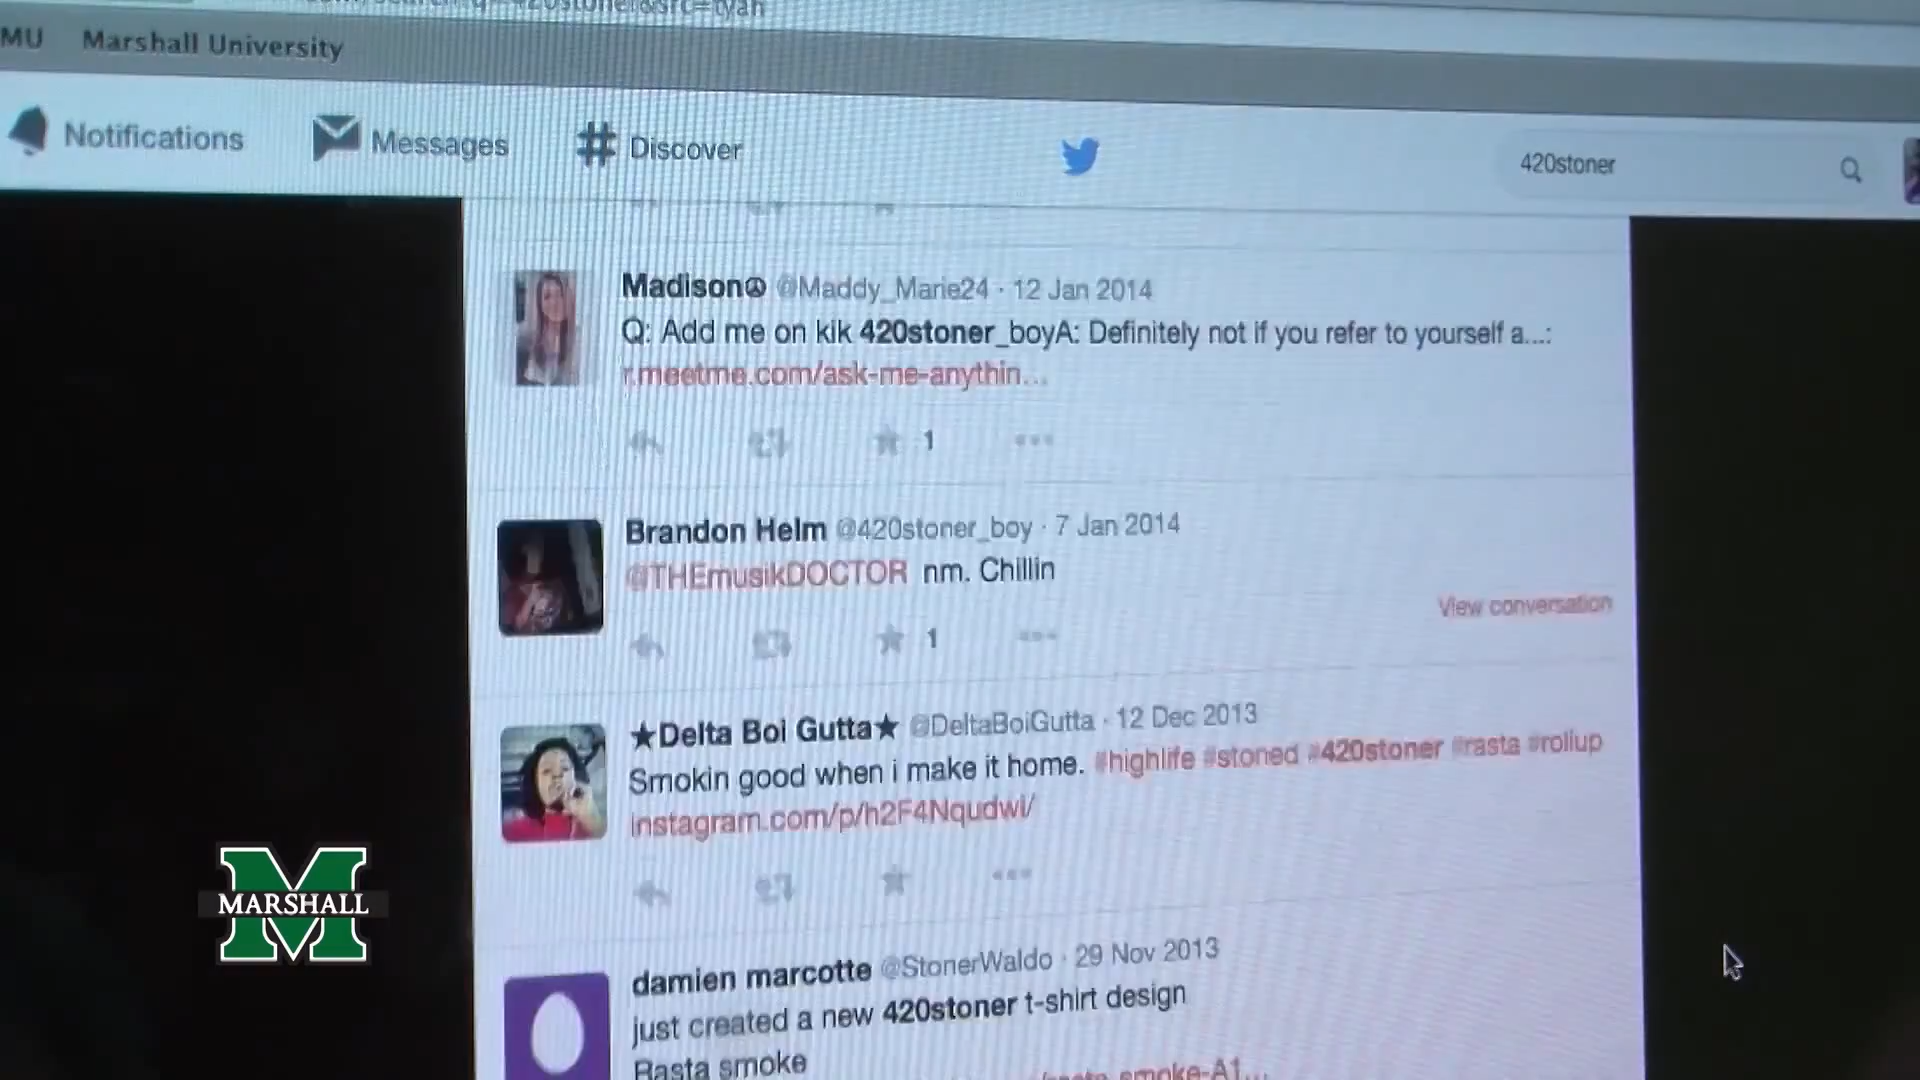 MU Marshall University
Notifications Messages Discover 420stoner
Madison☮ @Maddy_Marie24 · 12 Jan 2014
Q: Add me on kik 420stoner_boyA: Definitely not if you refer to yourself a...:
r.meetme.com/ask-me-anythin...
1
Brandon Helm @420stoner_boy · 7 Jan 2014
@THEmusikDOCTOR nm. Chillin
View conversation
1
★Delta Boi Gutta★ @DeltaBoiGutta · 12 Dec 2013
Smokin good when i make it home. #highlife #stoned #420stoner #rasta #rollup
instagram.com/p/h2F4Nqudwi/
MARSHALL
damien marcotte @StonerWaldo · 29 Nov 2013
just created a new 420stoner t-shirt design
Rasta smoke